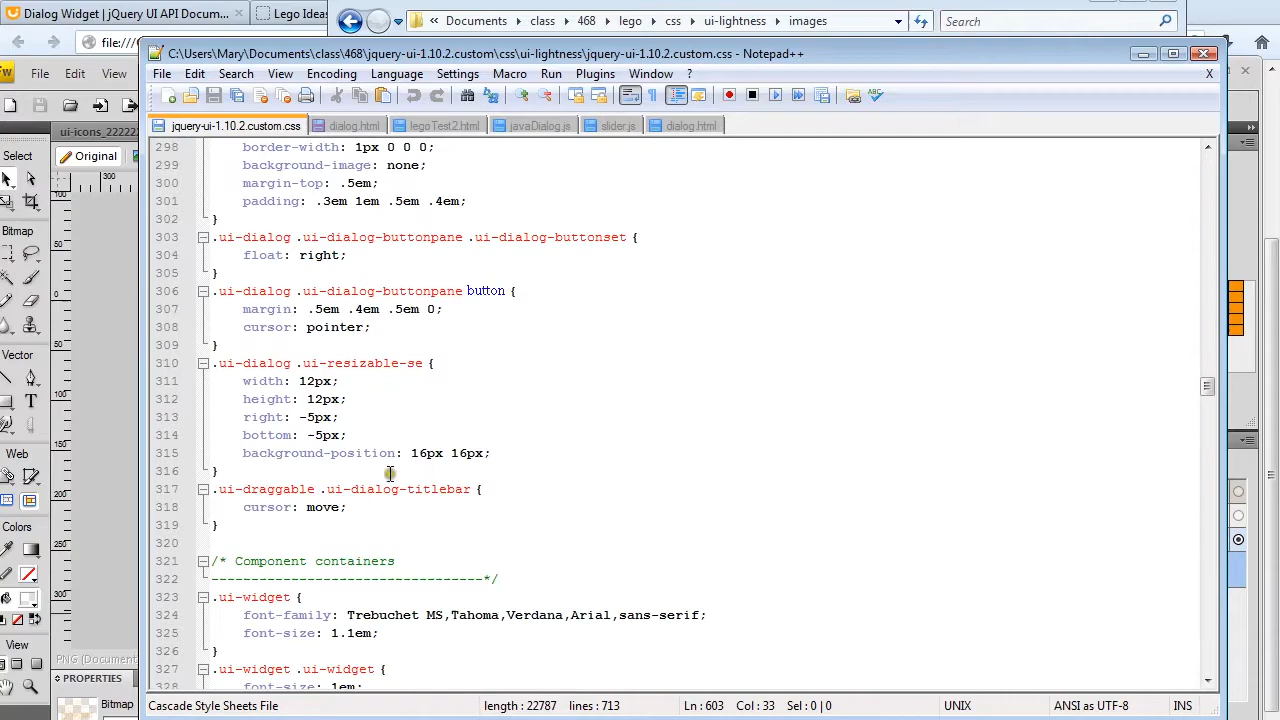 Dialog Widget | jQuery UI API Docum...
Lego Ideas
Documents class 468 lego css ui-lightness images
Search
file:///
C:\Users\Mary\Documents\class\468\jquery-ui-1.10.2.custom\css\ui-lightness\jquery-ui-1.10.2.custom.css - Notepad++
File Edit View
File Edit Search View Encoding Language Settings Macro Run Plugins Window ? X
ui-icons_222222
jquery-ui-1.10.2.custom.css dialog.html legoTest2.html javaDialog.js slider.js dialog.html
Select
Original
298 border-width: 1px 0 0 0;
299 background-image: none;
300 margin-top: .5em;
301 padding: .3em 1em .5em .4em;
302 }
303 .ui-dialog .ui-dialog-buttonpane .ui-dialog-buttonset {
304 float: right;
305 }
306 .ui-dialog .ui-dialog-buttonpane button {
307 margin: .5em .4em .5em 0;
308 cursor: pointer;
309 }
310 .ui-dialog .ui-resizable-se {
311 width: 12px;
312 height: 12px;
313 right: -5px;
314 bottom: -5px;
315 background-position: 16px 16px;
316 }
317 .ui-draggable .ui-dialog-titlebar {
318 cursor: move;
319 }
320
321 /* Component containers
322 ----------------------------------*/
323 .ui-widget {
324 font-family: Trebuchet MS,Tahoma,Verdana,Arial,sans-serif;
325 font-size: 1.1em;
326 }
327 .ui-widget .ui-widget {
328 font-size: 1em;
Bitmap
Vector
Web
Colors
View
PNG (Document
PROPERTIES
Bitmap
Cascade Style Sheets File length : 22787 lines : 713 Ln : 603 Col : 33 Sel : 0 | 0 UNIX ANSI as UTF-8 INS